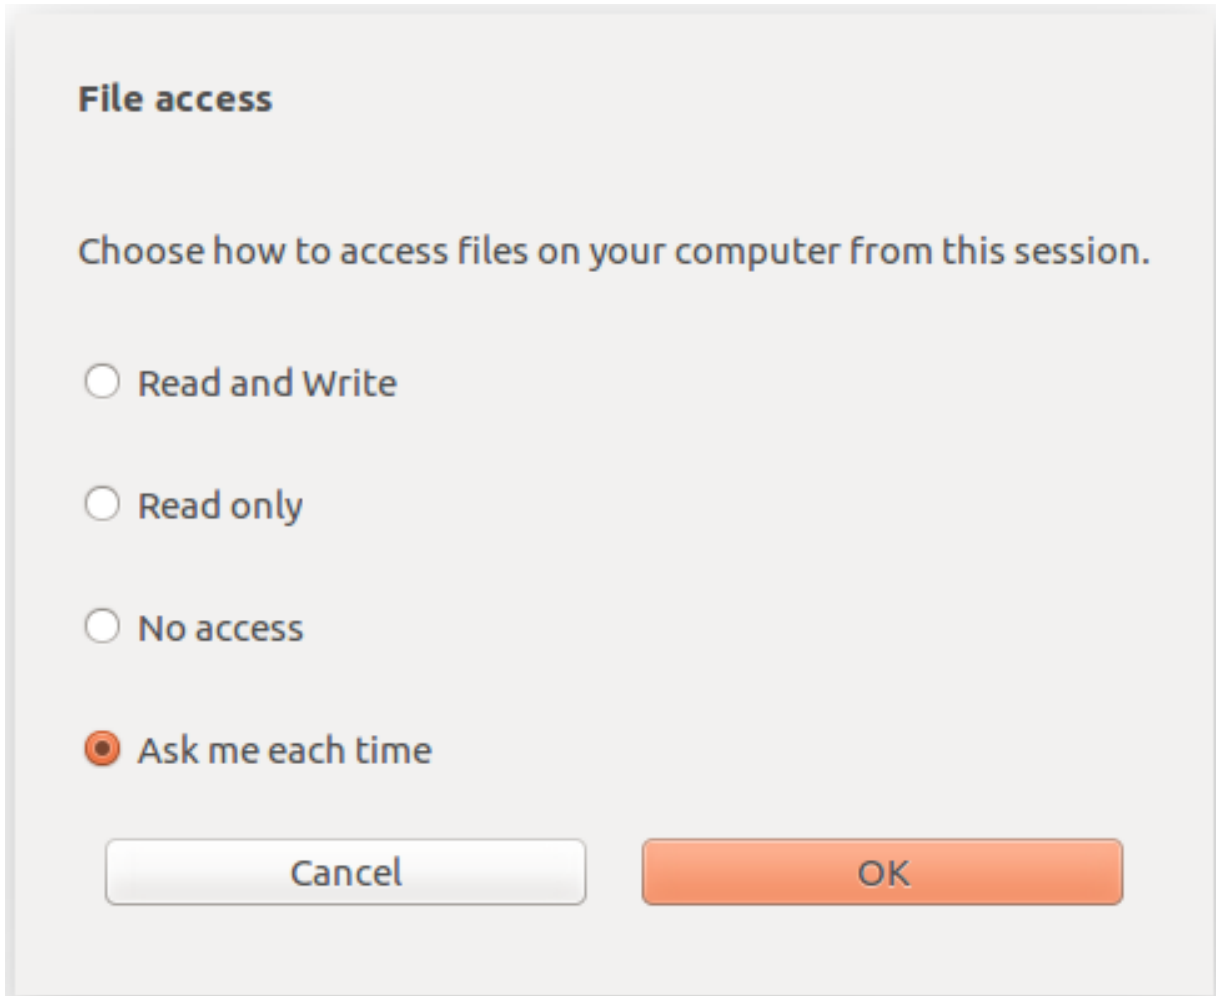 File access
Choose how to access files on your computer from this session.
Read and Write
Read only
No access
Ask me each time
Cancel OK